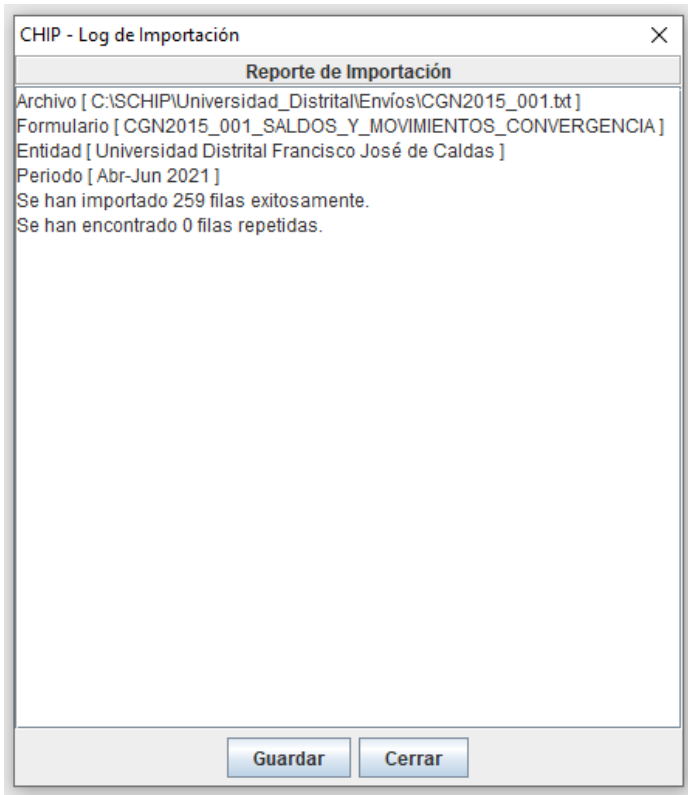 CHIP - Log de Importación
Reporte de Importación
Archivo [ C:\SCHIP\Universidad_Distrital\Envíos\CGN2015_001.txt ]
Formulario [ CGN2015_001_SALDOS_Y_MOVIMIENTOS_CONVERGENCIA ]
Entidad [ Universidad Distrital Francisco José de Caldas ]
Periodo [ Abr-Jun 2021 ]
Se han importado 259 filas exitosamente.
Se han encontrado 0 filas repetidas.
Guardar Cerrar